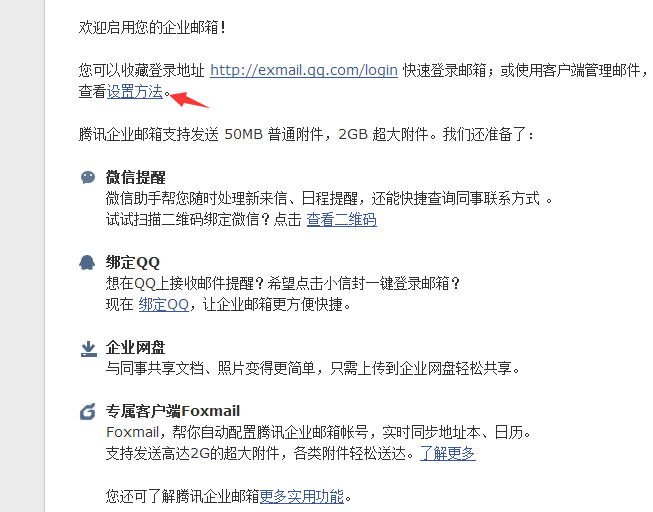 欢迎启用您的企业邮箱！
您可以收藏登录地址 http://exmail.qq.com/login 快速登录邮箱；或使用客户端管理邮件，
查看设置方法。
腾讯企业邮箱支持发送 50MB 普通附件，2GB 超大附件。我们还准备了：
微信提醒
微信助手帮您随时处理新来信、日程提醒，还能快捷查询同事联系方式 。
试试扫描二维码绑定微信？点击 查看二维码
绑定QQ
想在QQ上接收邮件提醒？希望点击小信封一键登录邮箱？
现在 绑定QQ，让企业邮箱更方便快捷。
企业网盘
与同事共享文档、照片变得更简单，只需上传到企业网盘轻松共享。
专属客户端Foxmail
Foxmail，帮你自动配置腾讯企业邮箱帐号，实时同步地址本、日历。
支持发送高达2G的超大附件，各类附件轻松送达。了解更多
您还可了解腾讯企业邮箱更多实用功能。